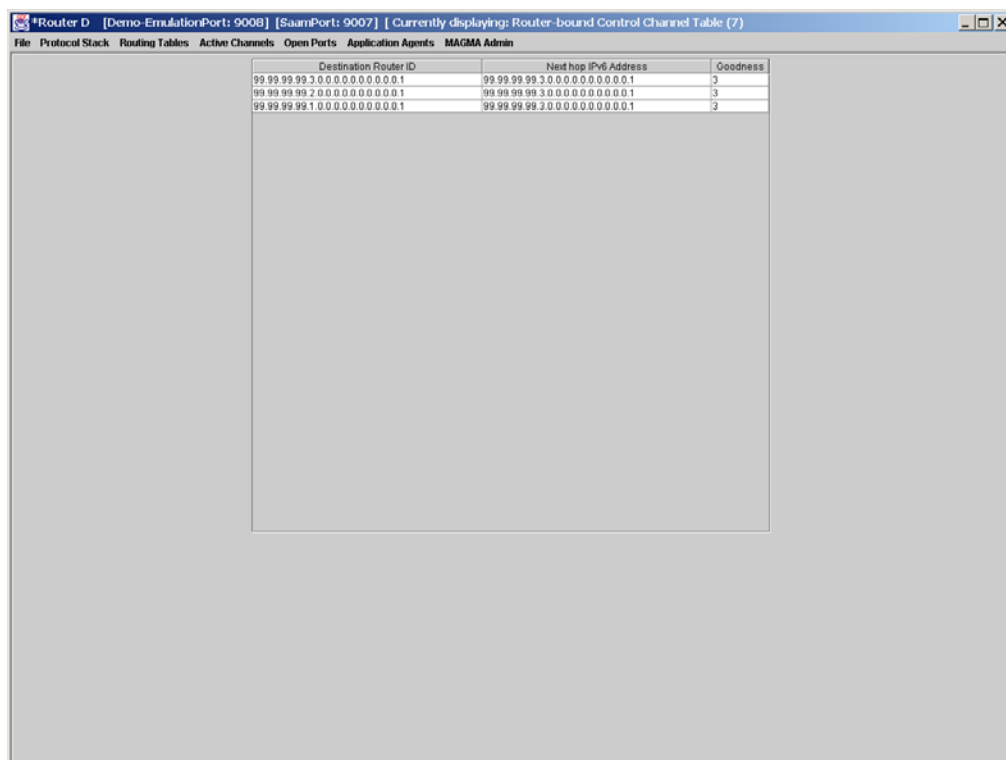 *Router D [Demo-EmulationPort: 9008] [SaamPort: 9007] [ Currently displaying: Router-bound Control Channel Table (7)
File Protocol Stack Routing Tables Active Channels Open Ports Application Agents MAGMA Admin
Destination Router ID Next hop IPv6 Address Goodness
99.99.99.99.3.0.0.0.0.0.0.0.0.0.0.1 99.99.99.99.3.0.0.0.0.0.0.0.0.0.0.1 3
99.99.99.99.2.0.0.0.0.0.0.0.0.0.0.1 99.99.99.99.3.0.0.0.0.0.0.0.0.0.0.1 3
99.99.99.99.1.0.0.0.0.0.0.0.0.0.0.1 99.99.99.99.3.0.0.0.0.0.0.0.0.0.0.1 3